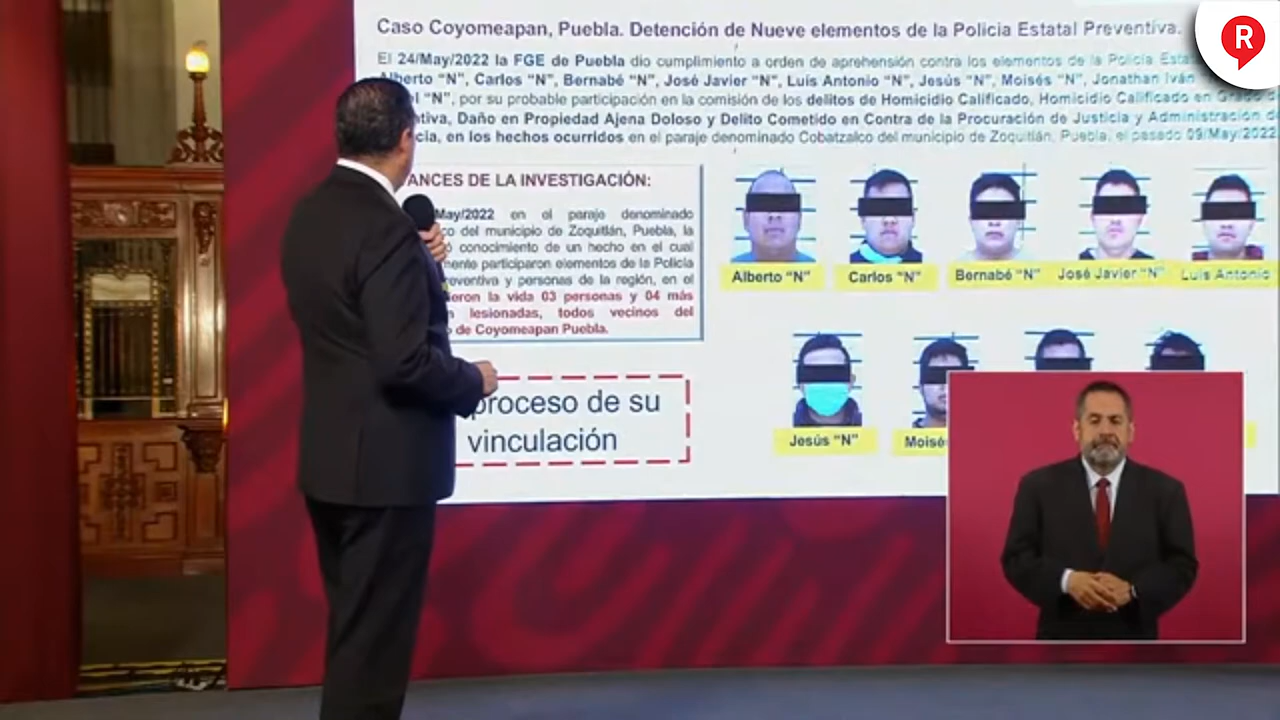 Caso Coyomeapan, Puebla. Detención de Nueve elementos de la Policia Estatal Preventiva.
El 24/May/2022 la FGE de Puebla dio cumplimiento a orden de aprehensión contra los elementos de la Policía Esta
Alberto "N", Carlos "N", Bernabé "N", José Javier "N", Luis Antonio "N", Jesús "N", Moisés "N", Jonathan Iván
l "N", por su probable participación en la comisión de los delitos de Homicidio Calificado, Homicidio Calificado en Grado d
tiva, Daño en Propiedad Ajena Doloso y Delito Cometido en Contra de la Procuración de Justicia y Administración d
cia, en los hechos ocurridos en el paraje denominado Cobatzalco del municipio de Zoquitlán, Puebla, el pasado 09/May/2022
R
ANCES DE LA INVESTIGACIÓN:
May/2022 en el paraje denominado
co del municipio de Zoquitlán, Puebla, la
ó conocimiento de un hecho en el cual
mente participaron elementos de la Policía
reventiva y personas de la región, en el
ieron la vida 03 personas y 04 más
n lesionadas, todos vecinos del
o de Coyomeapan Puebla.
proceso de su
vinculación
Alberto "N"
Carlos "N"
Bernabé "N"
José Javier "N"
Luis Antonio
Jesús "N"
Moisé